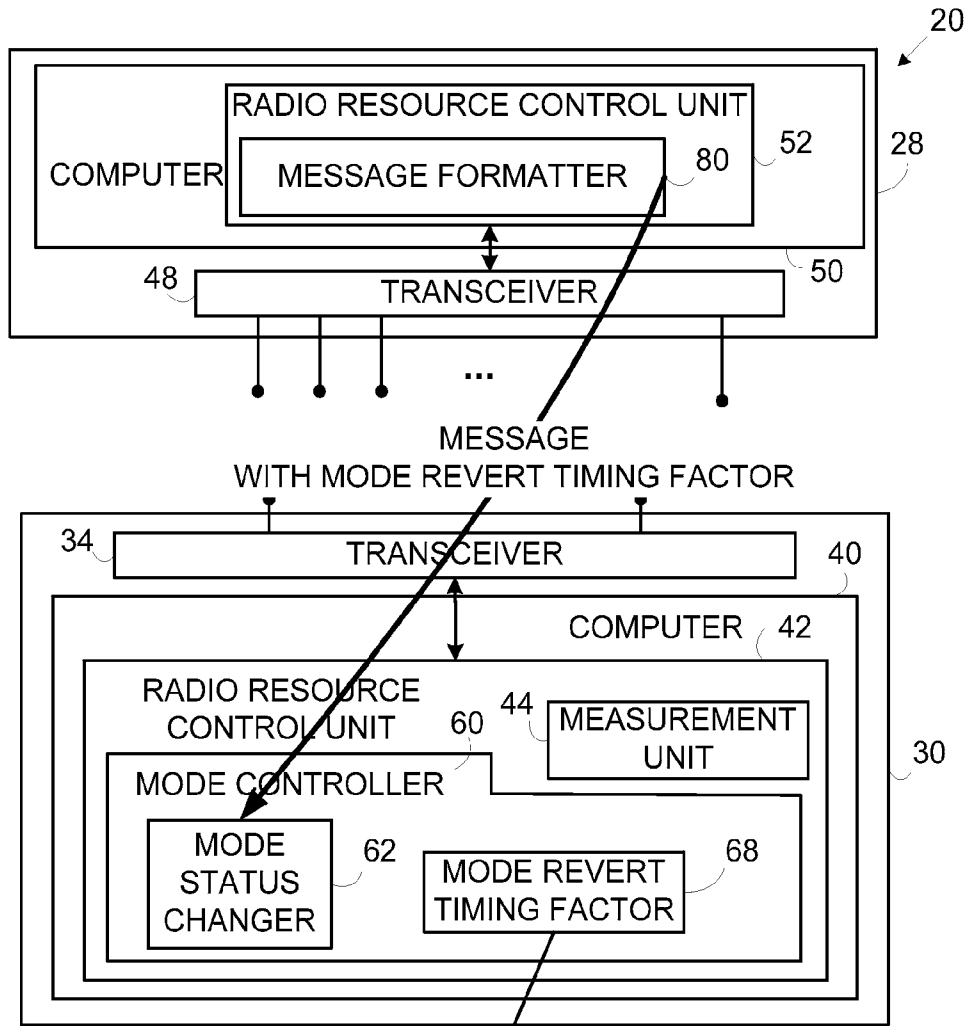 20
RADIO RESOURCE CONTROL UNIT
52
28
COMPUTER
MESSAGE FORMATTER
80
50
48
TRANSCEIVER
...
MESSAGE
WITH MODE REVERT TIMING FACTOR
34
TRANSCEIVER
40
COMPUTER
42
RADIO RESOURCE
CONTROL UNIT
44
MEASUREMENT
UNIT
60
30
MODE CONTROLLER
MODE
STATUS
CHANGER
62
MODE REVERT
TIMING FACTOR
68